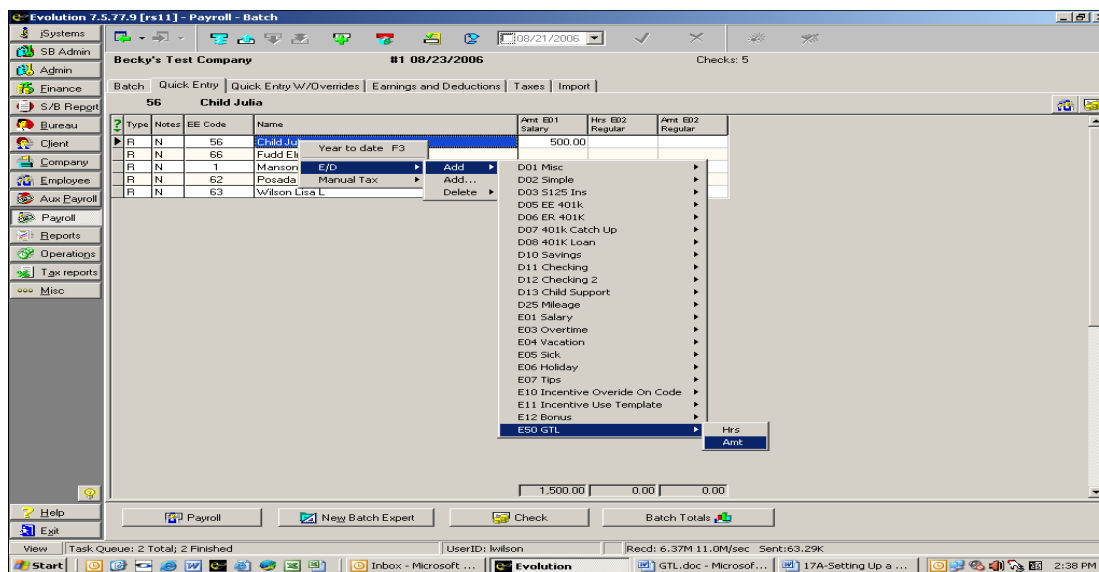 Evolution 7.5.77.9 [rs11] - Payroll - Batch
iSystems
SB Admin
Admin
Finance
S/B Report
Bureau
Client
Company
Employee
Aux Payroll
Payroll
Reports
Operations
Tax reports
Misc
Help
Exit
08/21/2006
Becky's Test Company #1 08/23/2006 Checks: 5
Batch Quick Entry Quick Entry W/Overrides Earnings and Deductions Taxes Import
56 Child Julia
Type Notes EE Code Name Amt E01 Salary Hrs E02 Regular Amt E02 Regular
R N 56 Child Ju 500.00
R N 66 Fudd Eli
R N 1 Manson
R N 62 Posada
R N 63 Wilson Lisa L
Year to date F3
E/D
Manual Tax
Add
Add...
Delete
D01 Misc
D02 Simple
D03 S125 Ins
D05 EE 401k
D06 ER 401K
D07 401k Catch Up
D08 401K Loan
D10 Savings
D11 Checking
D12 Checking 2
D13 Child Support
D25 Mileage
E01 Salary
E03 Overtime
E04 Vacation
E05 Sick
E06 Holiday
E07 Tips
E10 Incentive Overide On Code
E11 Incentive Use Template
E12 Bonus
E50 GTL
Hrs
Amt
1,500.00 0.00 0.00
Payroll New Batch Expert Check Batch Totals
View Task Queue: 2 Total; 2 Finished UserID: lwilson Recd: 6.37M 11.0M/sec Sent:63.29K
Start Inbox - Microsoft ... Evolution GTL.doc - Microsof... 17A-Setting Up a ... 2:38 PM